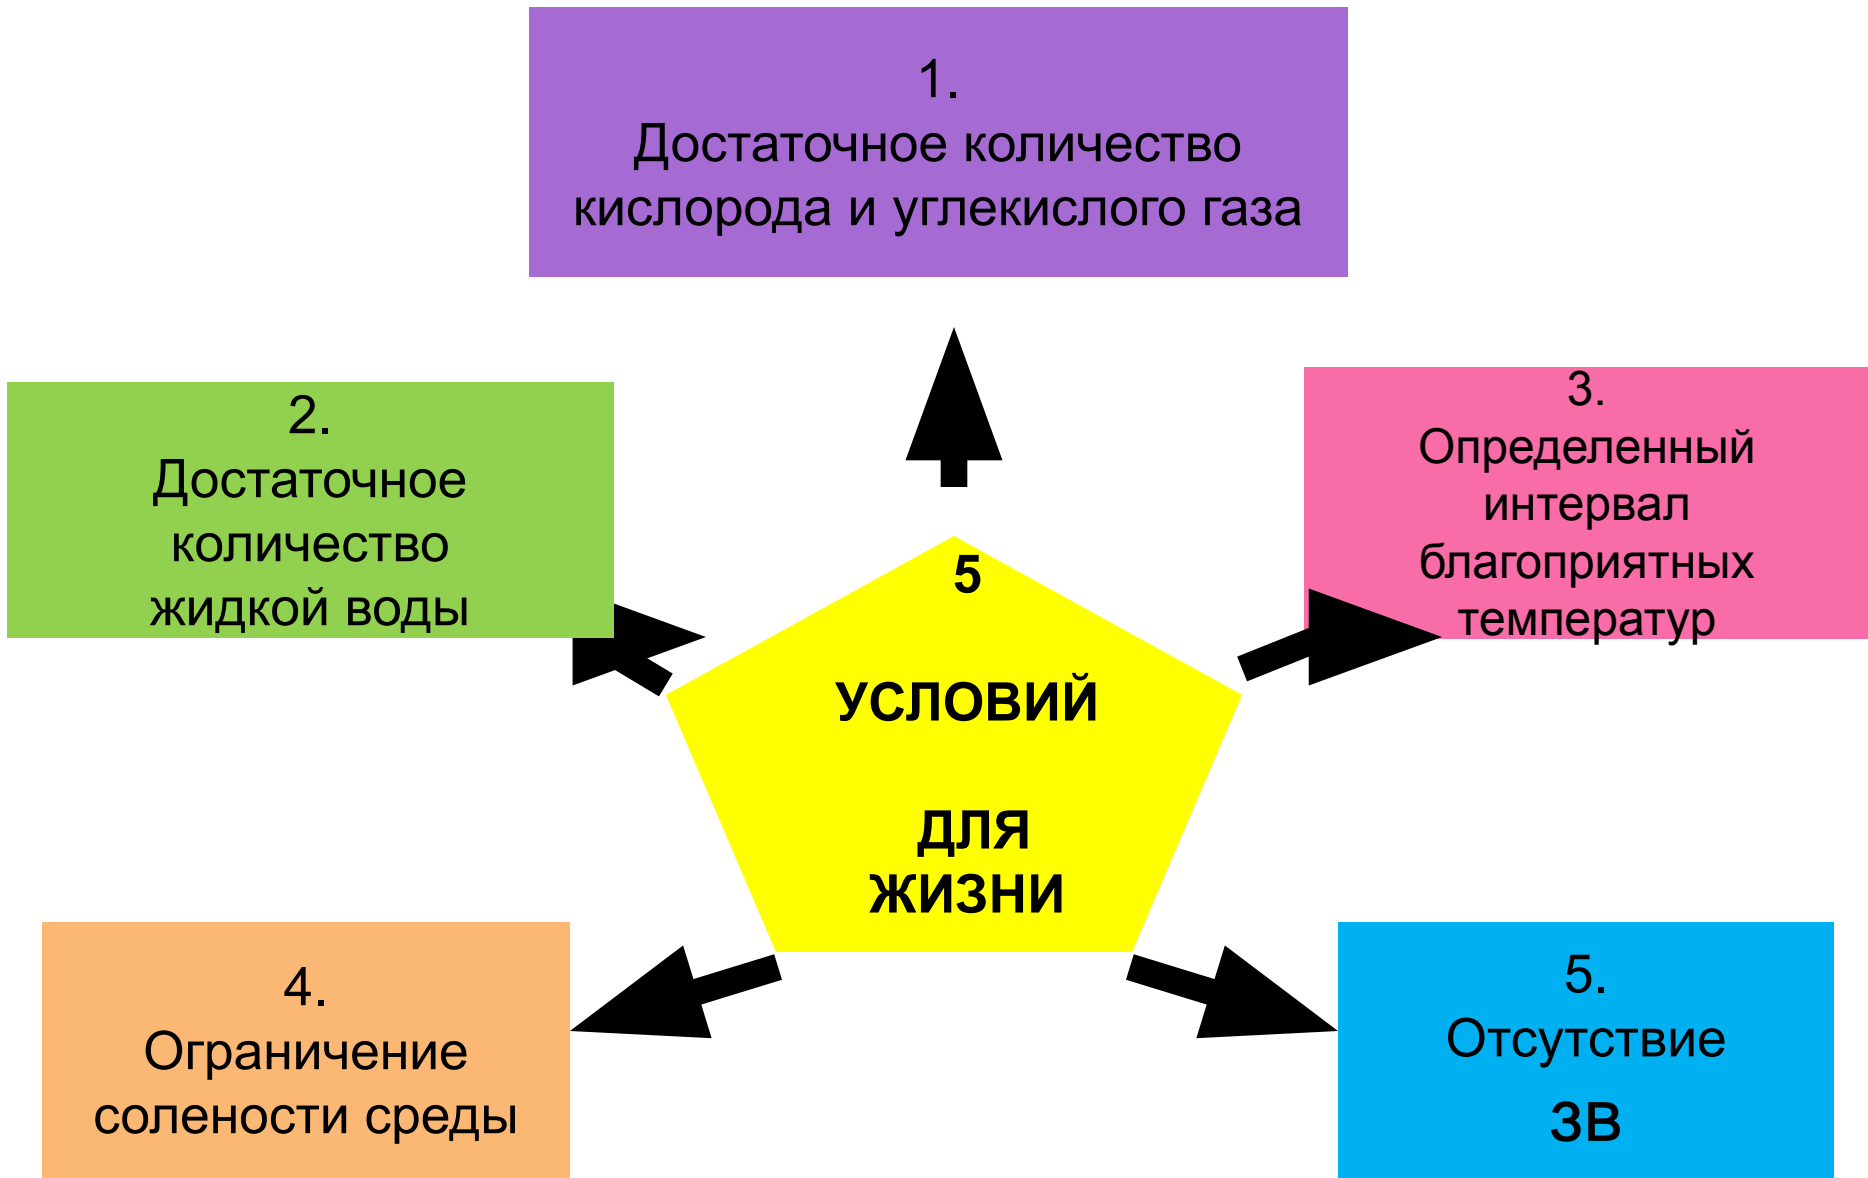 1.
Достаточное количество
кислорода и углекислого газа
2.
Достаточное
количество
жидкой воды
3.
Определенный
интервал
благоприятных
температур
5
УСЛОВИЙ
ДЛЯ
ЖИЗНИ
4.
Ограничение
солености среды
5.
Отсутствие
ЗВ